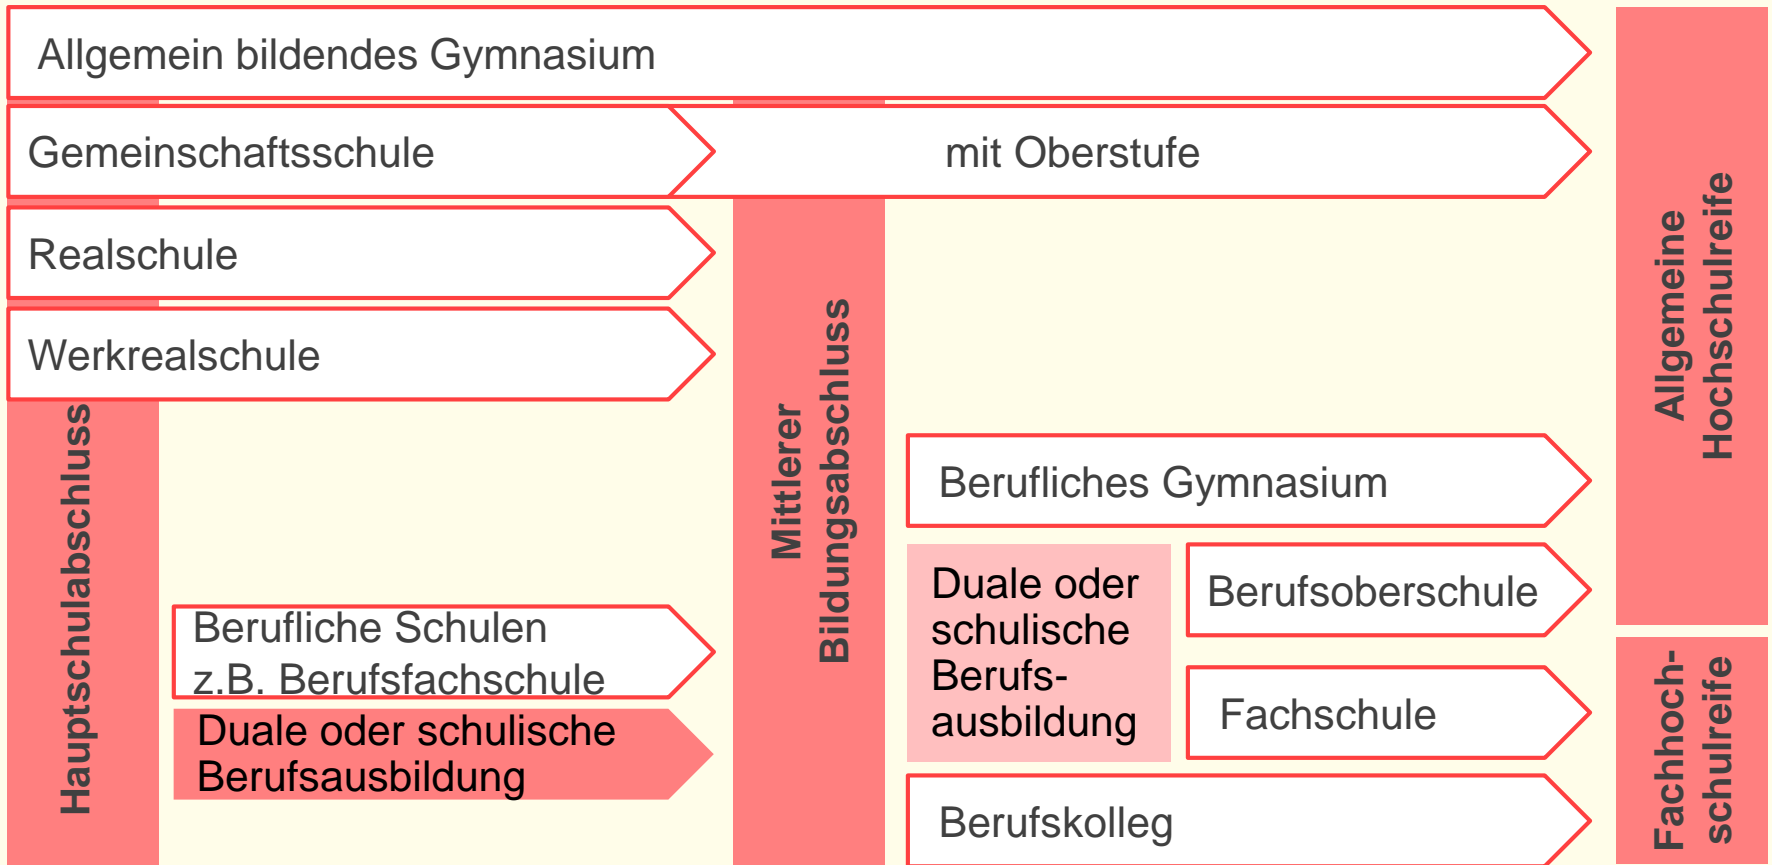 Allgemein bildendes Gymnasium
Gemeinschaftsschule
mit Oberstufe
Realschule
Werkrealschule
Hauptschulabschluss
Berufliche Schulen
z.B. Berufsfachschule
Duale oder schulische
Berufsausbildung
Mittlerer
Bildungsabschluss
Berufliches Gymnasium
Duale oder
schulische
Berufs-
ausbildung
Berufsoberschule
Fachschule
Berufskolleg
Allgemeine
Hochschulreife
Fachhoch-
schulreife